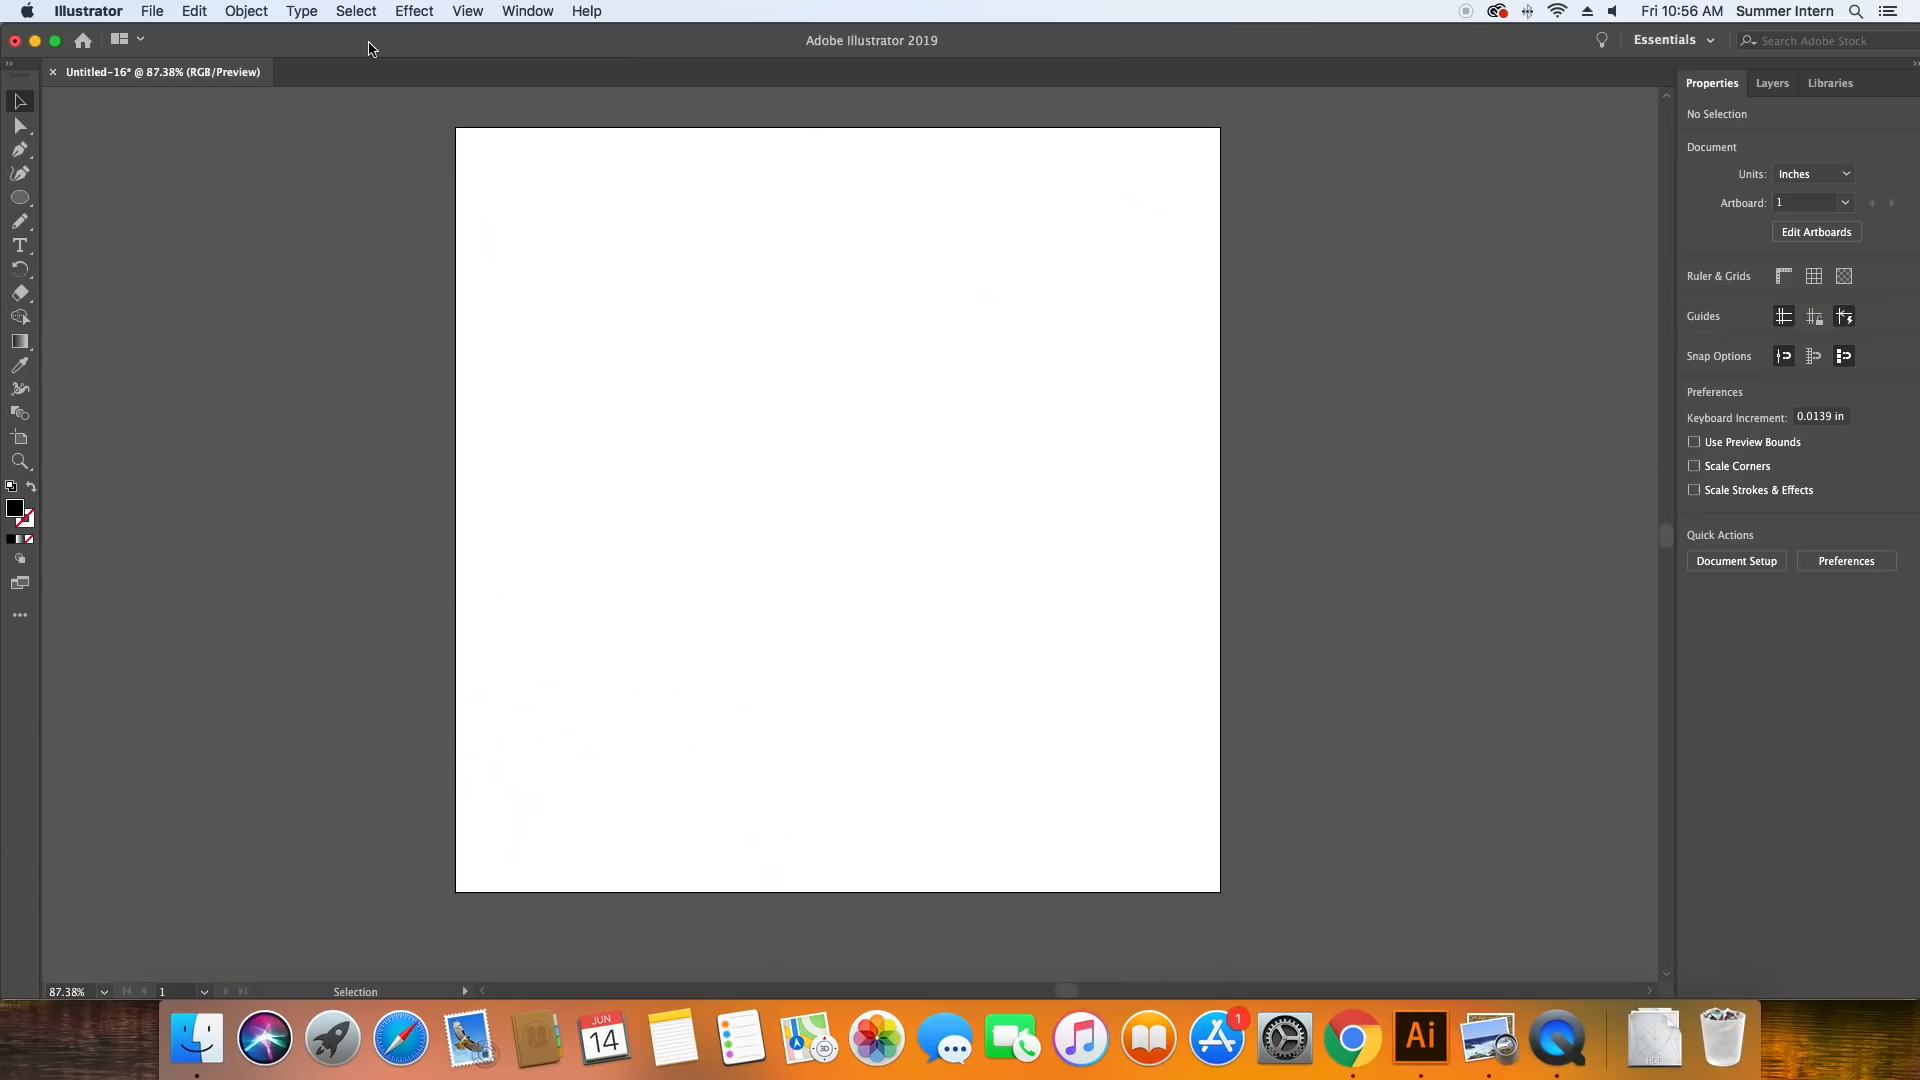 Illustrator File Edit Object Type Select Effect View Window Help Fri 10:56 AM Summer Intern
Adobe Illustrator 2019 Essentials Search Adobe Stock
Untitled-16* @ 87.38% (RGB/Preview)
Properties Layers Libraries
No Selection
Document
Units: Inches
Artboard: 1
Edit Artboards
Ruler & Grids
Guides
Snap Options
Preferences
Keyboard Increment: 0.0139 in
Use Preview Bounds
Scale Corners
Scale Strokes & Effects
Quick Actions
Document Setup Preferences
87.38% 1 Selection
JUN
14
3D
1
Ai
PDF